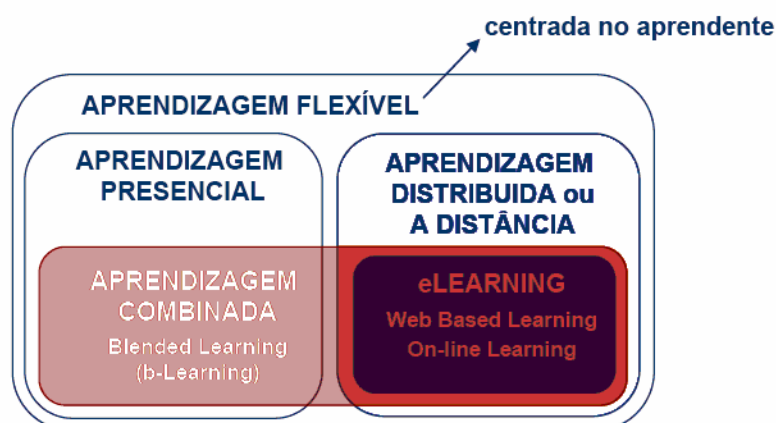 centrada no aprendente
APRENDIZAGEM FLEXÍVEL
APRENDIZAGEM
PRESENCIAL
APRENDIZAGEM
DISTRIBUIDA ou
A DISTÂNCIA
APRENDIZAGEM
COMBINADA
Blended Learning
(b-Learning)
eLEARNING
Web Based Learning
On-line Learning